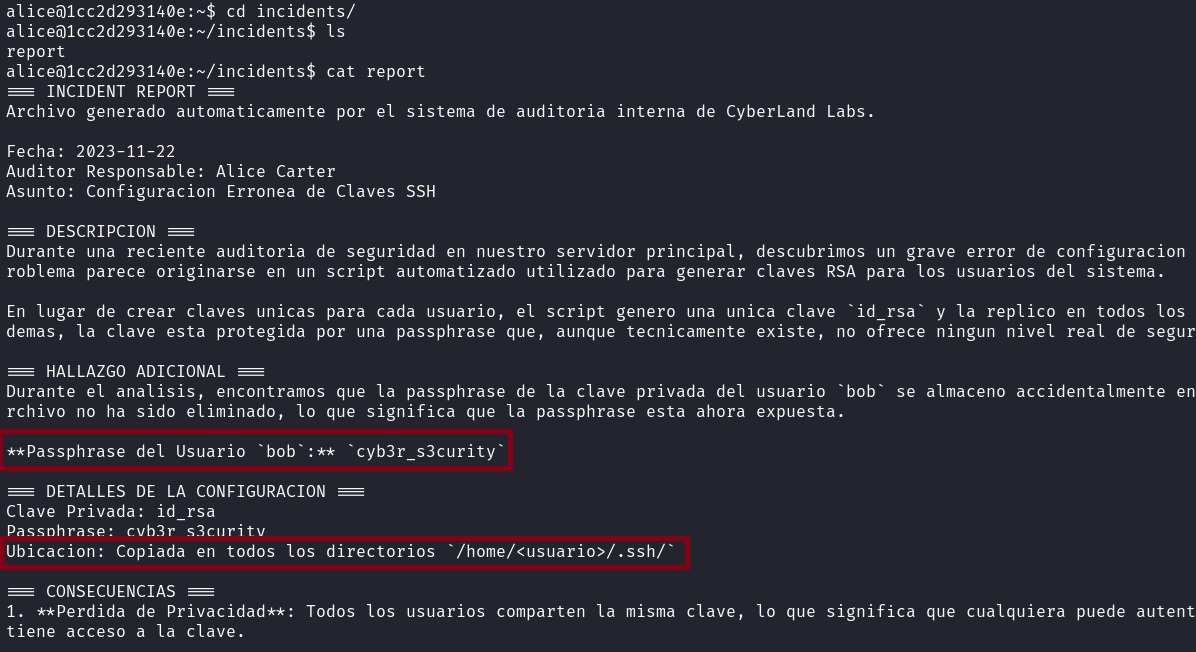 alice@1cc2d293140e:~$ cd incidents/
alice@1cc2d293140e:~/incidents$ ls
report
alice@1cc2d293140e:~/incidents$ cat report
=== INCIDENT REPORT ===
Archivo generado automaticamente por el sistema de auditoria interna de CyberLand Labs.
Fecha: 2023-11-22
Auditor Responsable: Alice Carter
Asunto: Configuracion Erronea de Claves SSH
=== DESCRIPCION ===
Durante una reciente auditoria de seguridad en nuestro servidor principal, descubrimos un grave error de configuracion
roblema parece originarse en un script automatizado utilizado para generar claves RSA para los usuarios del sistema.
En lugar de crear claves unicas para cada usuario, el script genero una unica clave `id_rsa` y la replico en todos los
demas, la clave esta protegida por una passphrase que, aunque tecnicamente existe, no ofrece ningun nivel real de segur
=== HALLAZGO ADICIONAL ===
Durante el analisis, encontramos que la passphrase de la clave privada del usuario `bob` se almaceno accidentalmente en
rchivo no ha sido eliminado, lo que significa que la passphrase esta ahora expuesta.
**Passphrase del Usuario `bob`:** `cyb3r_s3curity`
=== DETALLES DE LA CONFIGURACION ===
Clave Privada: id_rsa
Passphrase: cyb3r_s3curity
Ubicacion: Copiada en todos los directorios `/home/<usuario>/.ssh/`
=== CONSECUENCIAS ===
1. **Perdida de Privacidad**: Todos los usuarios comparten la misma clave, lo que significa que cualquiera puede autent
tiene acceso a la clave.